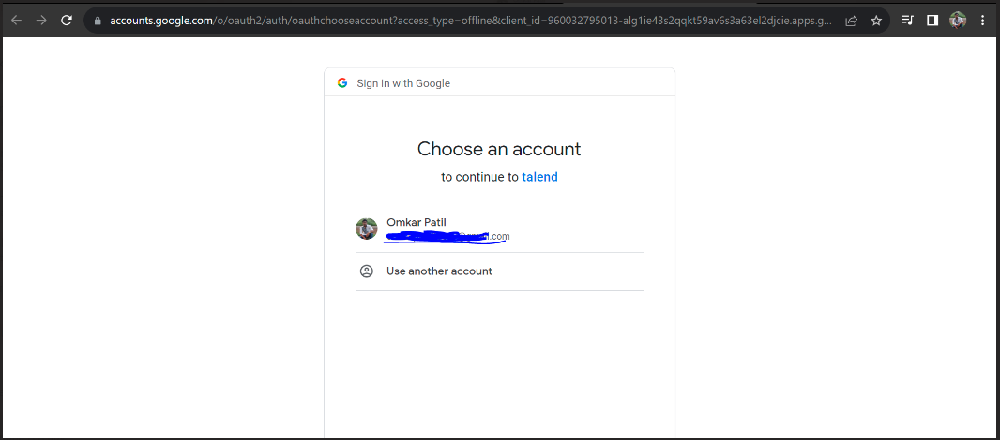 accounts.google.com/o/oauth2/auth/oauthchooseaccount?access_type=offline&client_id=960032795013-alg1ie43s2qqkt59av6s3a63el2djcie.apps.g...
Sign in with Google
Choose an account
to continue to talend
Omkar Patil
.com
Use another account